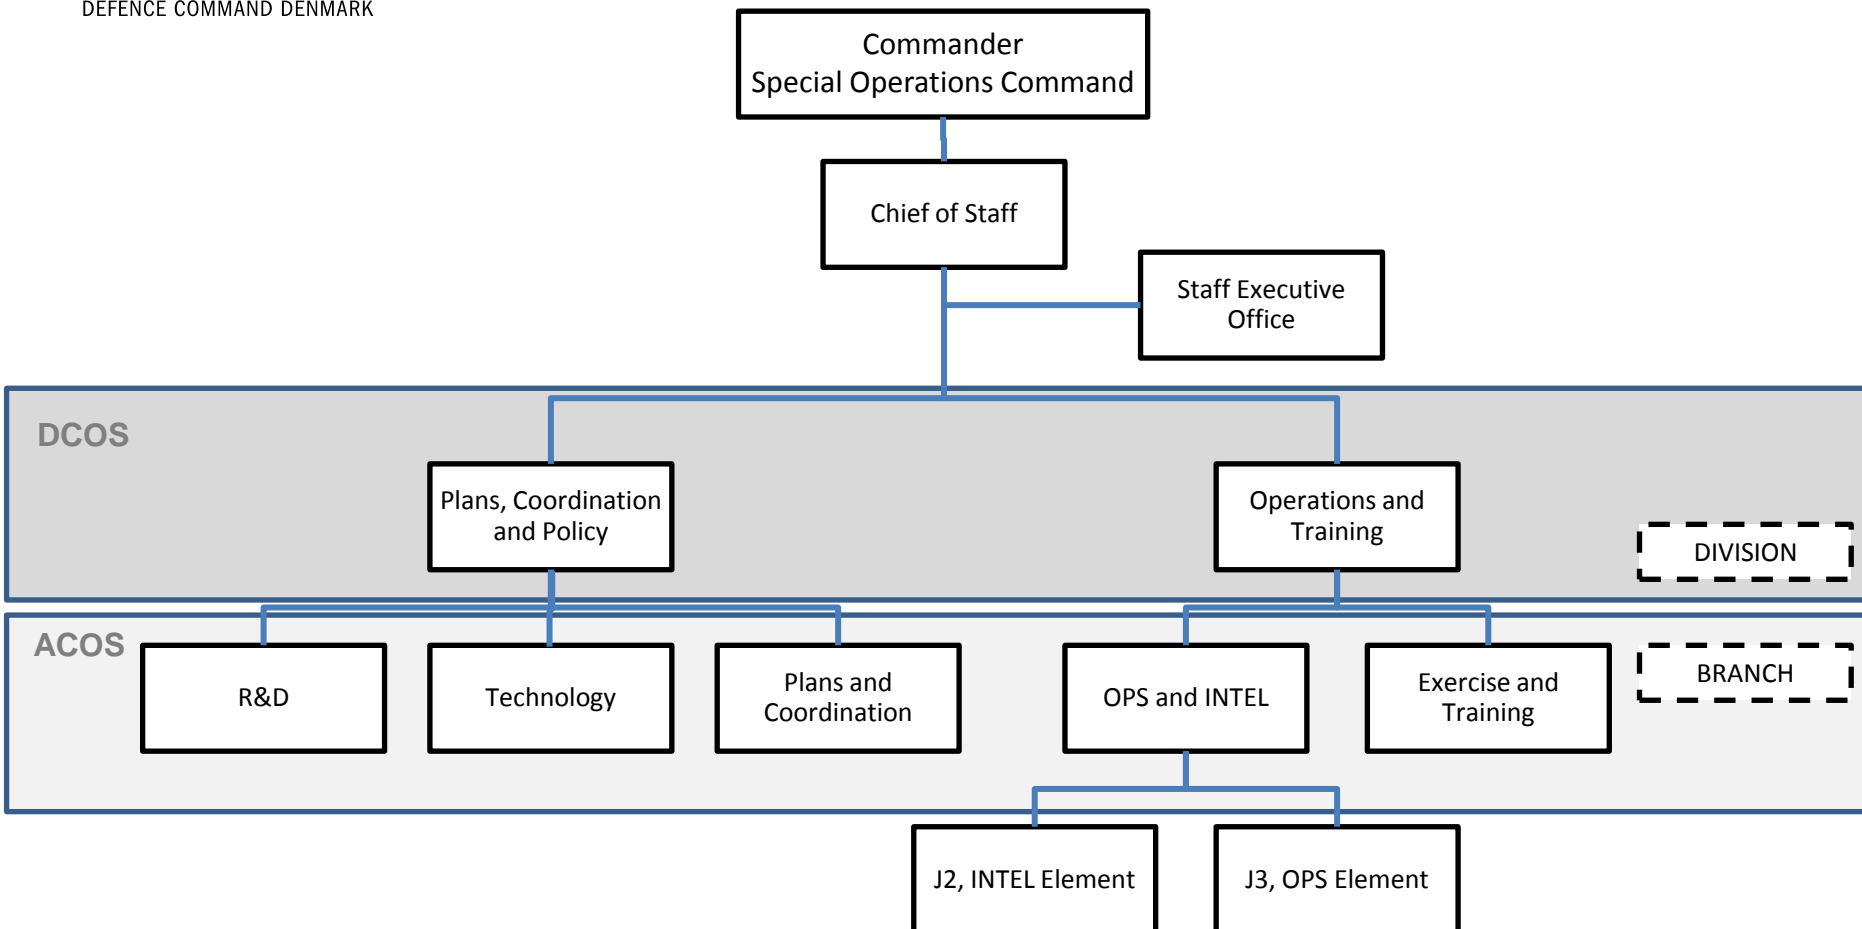 DEFENCE COMMAND DENMARK
Commander
Special Operations Command
Chief of Staff
Staff Executive
Office
DCOS
Plans, Coordination
and Policy
Operations and
Training
DIVISION
ACOS
R&D
Technology
Plans and
Coordination
OPS and INTEL
Exercise and
Training
BRANCH
J2, INTEL Element
J3, OPS Element